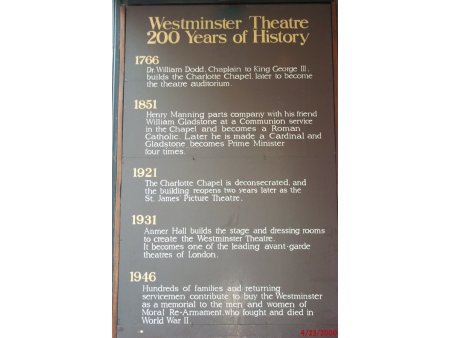 Westminster Theatre
200 Years of History
1766
Dr. William Dodd, Chaplain to King George III,
builds the Charlotte Chapel, later to become
the theatre auditorium.
1851
Henry Manning parts company with his friend
William Gladstone at a Communion service
in the Chapel and becomes a Roman
Catholic. Later he is made a Cardinal and
Gladstone becomes Prime Minister
four times.
1921
The Charlotte Chapel is deconsecrated, and
the building reopens two years later as the
St. James' Picture Theatre.
1931
Anmer Hall builds the stage and dressing rooms
to create the Westminster Theatre.
It becomes one of the leading avant-garde
theatres of London.
1946
Hundreds of families and returning
servicemen contribute to buy the Westminster
as a memorial to the men and women of
Moral Re-Armament who fought and died in
World War II.